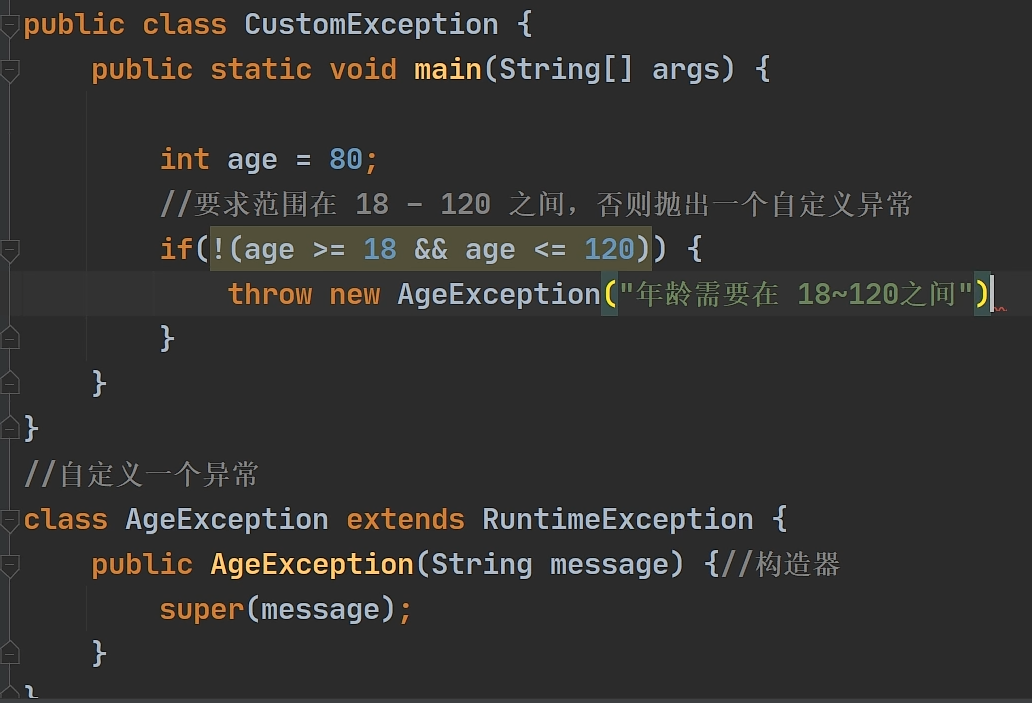 public class CustomException {
public static void main(String[] args) {
int age = 80;
//要求范围在 18 – 120 之间，否则抛出一个自定义异常
if(!(age >= 18 && age <= 120)) {
throw new AgeException("年龄需要在 18~120之间")
}
}
}
//自定义一个异常
class AgeException extends RuntimeException {
public AgeException(String message) {//构造器
super(message);
}
}